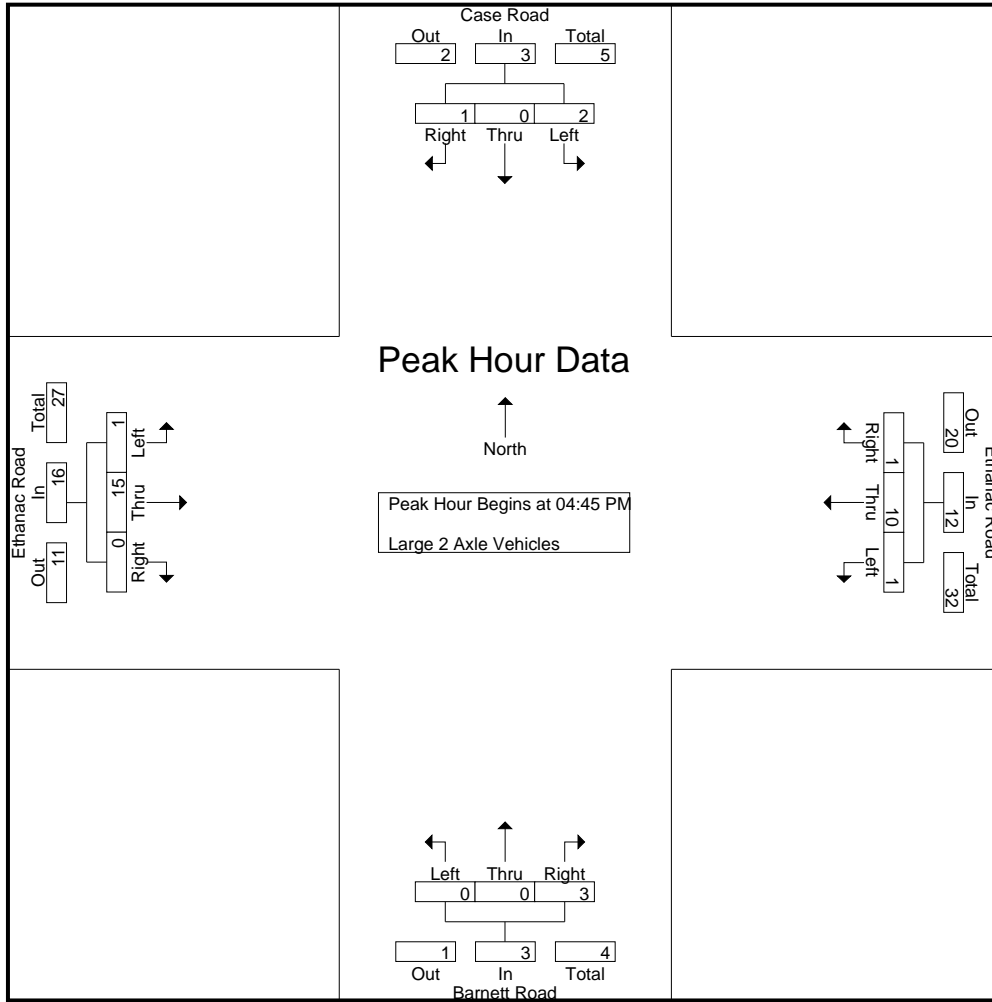 Case Road
Out In Total
2 3 5
1 0 2
Right Thru Left
Peak Hour Data
North
Peak Hour Begins at 04:45 PM
Large 2 Axle Vehicles
Ethanac Road
Out In Total
11 16 27
Left Thru Right
1 15 0
Ethanac Road
Out In Total
20 12 32
Right Thru Left
1 10 1
Left Thru Right
0 0 3
1 3 4
Out In Total
Barnett Road